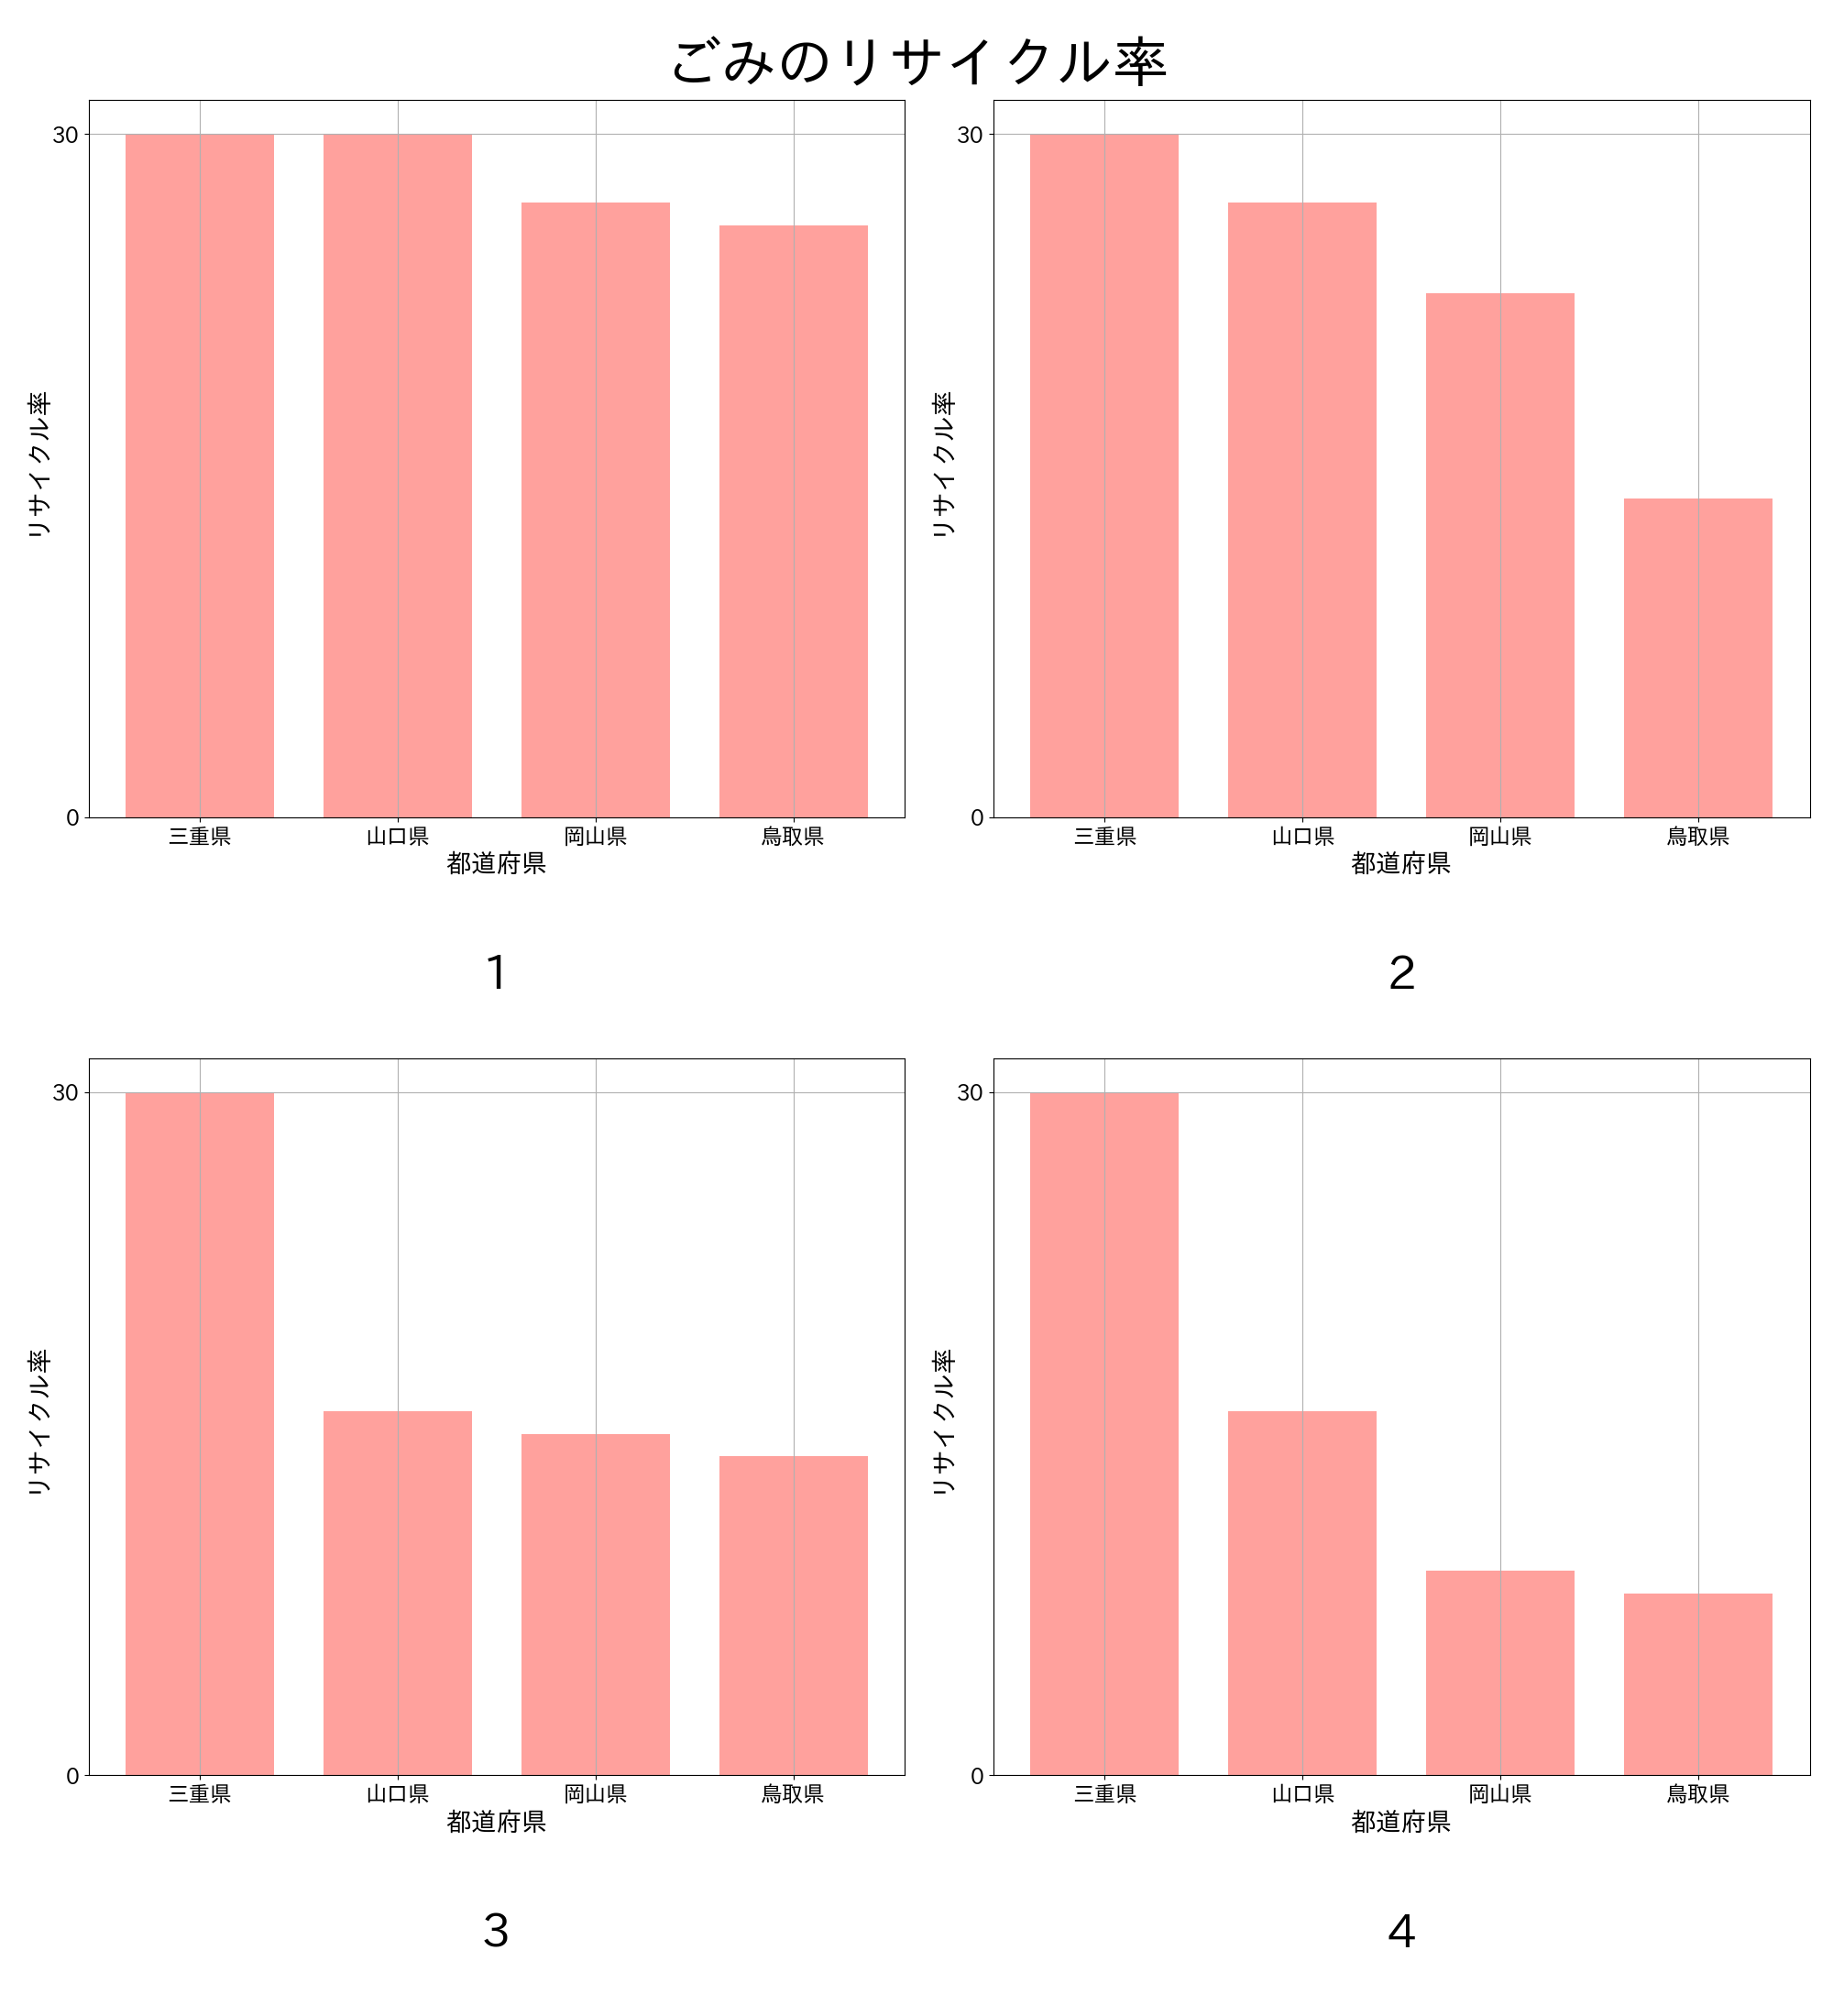 ごみのリサイクル率
30
0
リサイクル率
三重県 山口県 岡山県 鳥取県
都道府県
1
30
0
リサイクル率
三重県 山口県 岡山県 鳥取県
都道府県
2
30
0
リサイクル率
三重県 山口県 岡山県 鳥取県
都道府県
3
30
0
リサイクル率
三重県 山口県 岡山県 鳥取県
都道府県
4